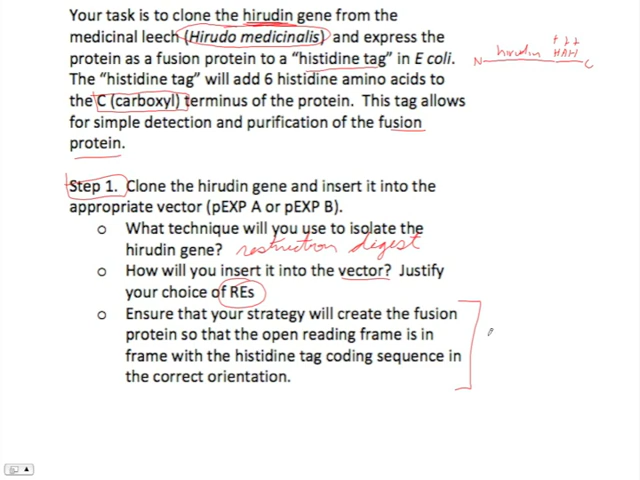 Your task is to clone the hirudin gene from the
medicinal leech (Hirudo medicinalis) and express the
protein as a fusion protein to a “histidine tag” in E coli.
The “histidine tag” will add 6 histidine amino acids to
the C (carboxyl) terminus of the protein. This tag allows
for simple detection and purification of the fusion
protein.
N hirudin + + + HHH C
Step 1. Clone the hirudin gene and insert it into the
appropriate vector (pEXP A or pEXP B).
o What technique will you use to isolate the
hirudin gene? restriction digest
o How will you insert it into the vector? Justify
your choice of REs
o Ensure that your strategy will create the fusion
protein so that the open reading frame is in
frame with the histidine tag coding sequence in
the correct orientation.